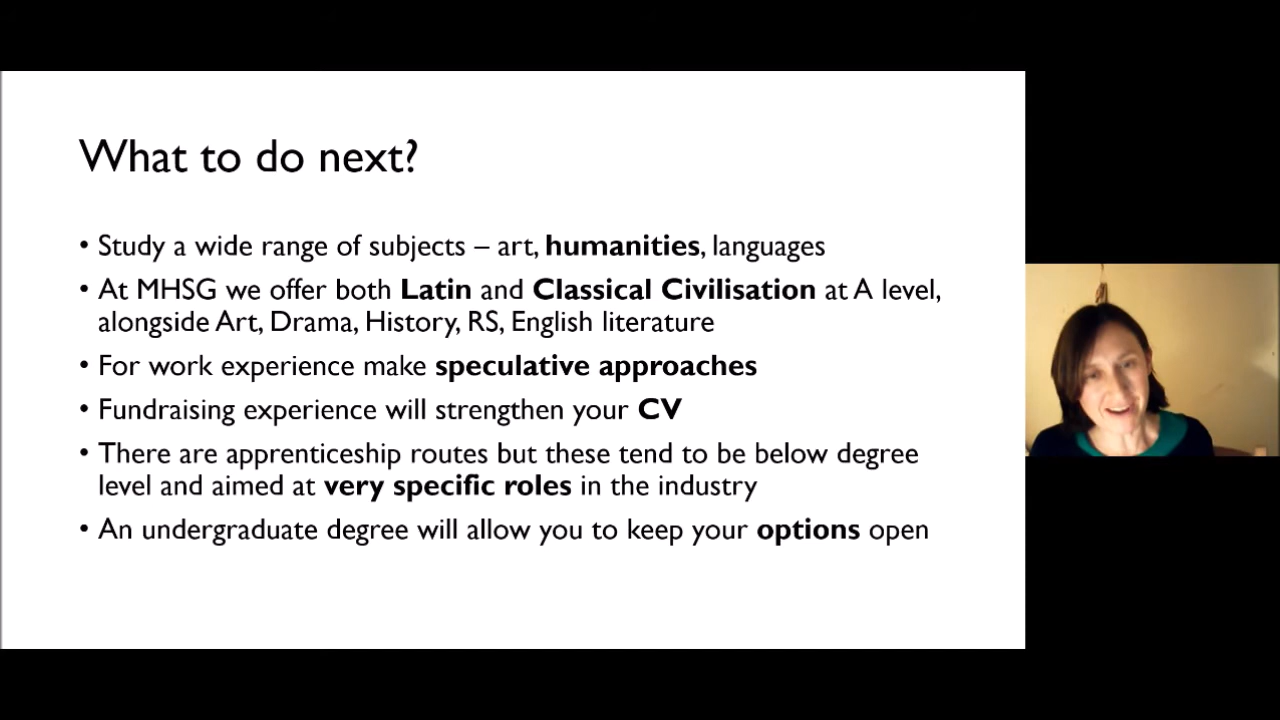 What to do next?
• Study a wide range of subjects – art, humanities, languages
• At MHSG we offer both Latin and Classical Civilisation at A level,
alongside Art, Drama, History, RS, English literature
• For work experience make speculative approaches
• Fundraising experience will strengthen your CV
• There are apprenticeship routes but these tend to be below degree
level and aimed at very specific roles in the industry
• An undergraduate degree will allow you to keep your options open